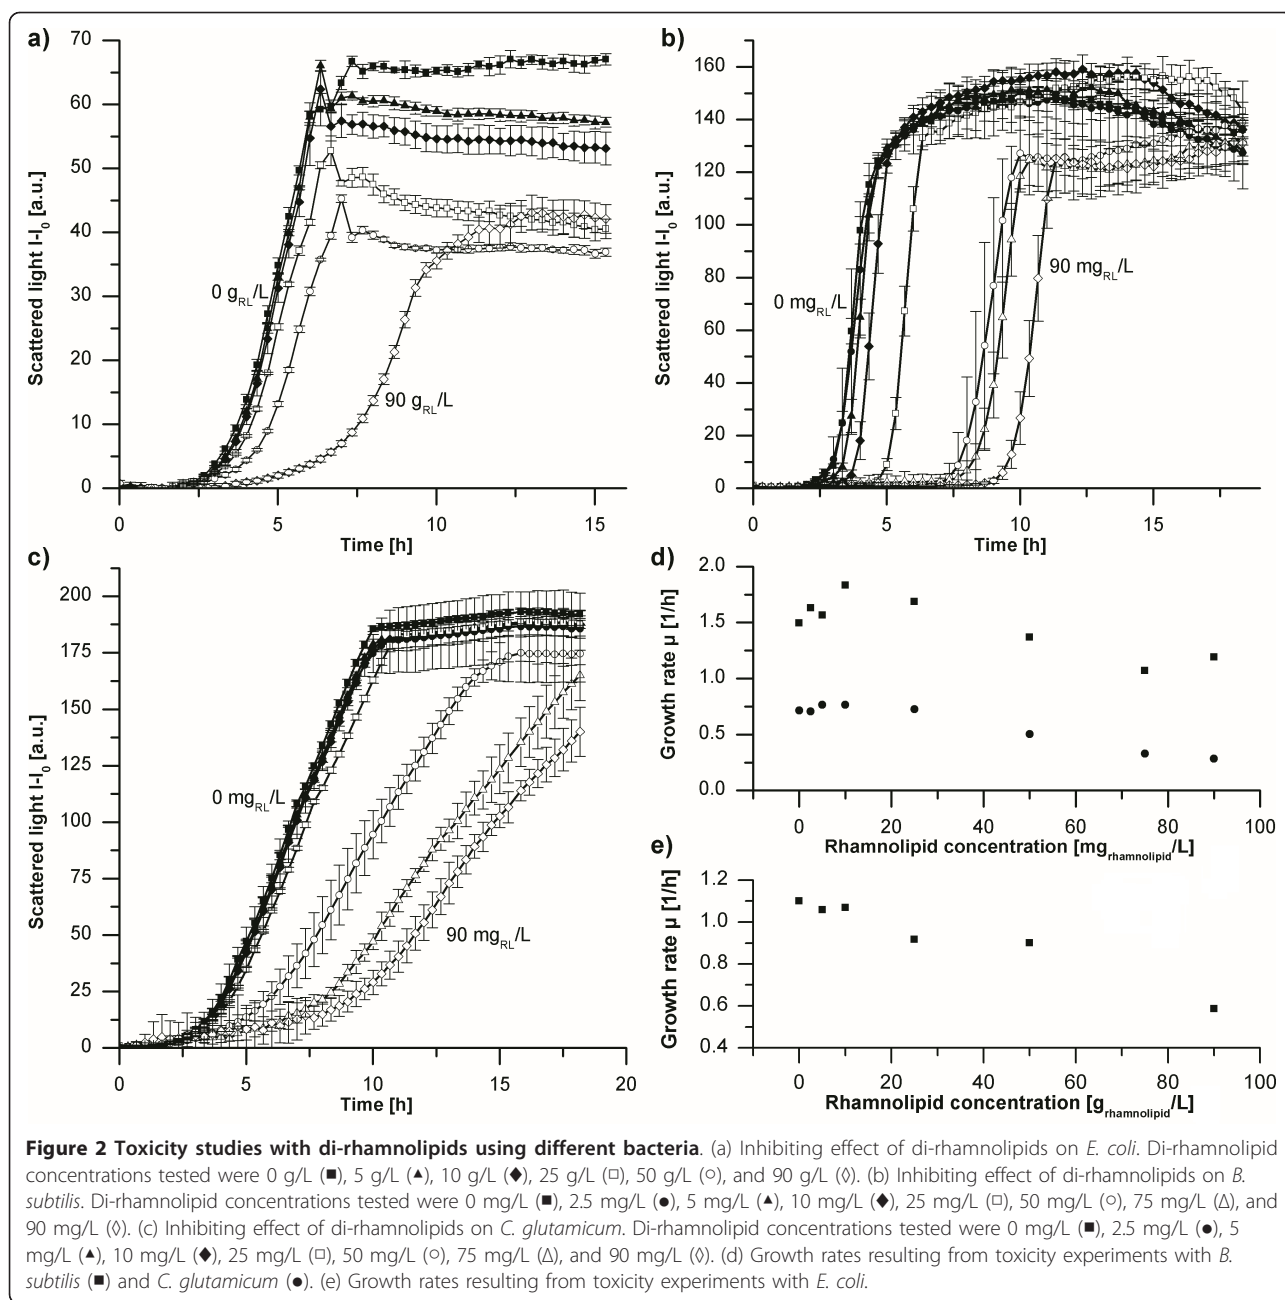 a)
70
60
50
40
30
20
10
0
Scattered light I-I0 [a.u.]
0 gRL/L
90 gRL/L
0 5 10 15
Time [h]
b)
160
140
120
100
80
60
40
20
0
Scattered light I-I0 [a.u.]
0 mgRL/L
90 mgRL/L
0 5 10 15
Time [h]
c)
200
175
150
125
100
75
50
25
0
Scattered light I-I0 [a.u.]
0 mgRL/L
90 mgRL/L
0 5 10 15 20
Time [h]
d)
2.0
1.5
1.0
0.5
0.0
Growth rate µ [1/h]
0 20 40 60 80 100
Rhamnolipid concentration [mgrhamnolipid/L]
e)
1.2
1.0
0.8
0.6
0.4
Growth rate µ [1/h]
0 20 40 60 80 100
Rhamnolipid concentration [grhamnolipid/L]
Figure 2 Toxicity studies with di-rhamnolipids using different bacteria. (a) Inhibiting effect of di-rhamnolipids on E. coli. Di-rhamnolipid
concentrations tested were 0 g/L (■), 5 g/L (▲), 10 g/L (◆), 25 g/L (□), 50 g/L (○), and 90 g/L (◊). (b) Inhibiting effect of di-rhamnolipids on B.
subtilis. Di-rhamnolipid concentrations tested were 0 mg/L (■), 2.5 mg/L (●), 5 mg/L (▲), 10 mg/L (◆), 25 mg/L (□), 50 mg/L (○), 75 mg/L (△), and
90 mg/L (◊). (c) Inhibiting effect of di-rhamnolipids on C. glutamicum. Di-rhamnolipid concentrations tested were 0 mg/L (■), 2.5 mg/L (●), 5
mg/L (▲), 10 mg/L (◆), 25 mg/L (□), 50 mg/L (○), 75 mg/L (△), and 90 mg/L (◊). (d) Growth rates resulting from toxicity experiments with B.
subtilis (■) and C. glutamicum (●). (e) Growth rates resulting from toxicity experiments with E. coli.